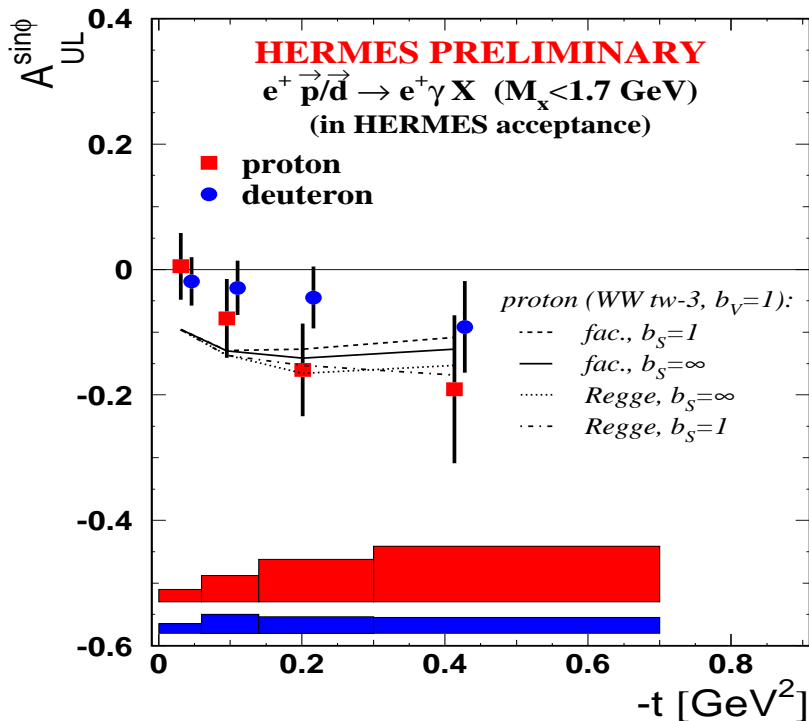 A_UL^sinϕ
HERMES PRELIMINARY
e⁺ p⃗/d⃗ → e⁺γ X (Mₓ<1.7 GeV)
(in HERMES acceptance)
proton
deuteron
proton (WW tw-3, b_V=1):
fac., b_S=1
fac., b_S=∞
Regge, b_S=∞
Regge, b_S=1
0.4
0.2
0
-0.2
-0.4
-0.6
0 0.2 0.4 0.6 0.8
-t [GeV²]